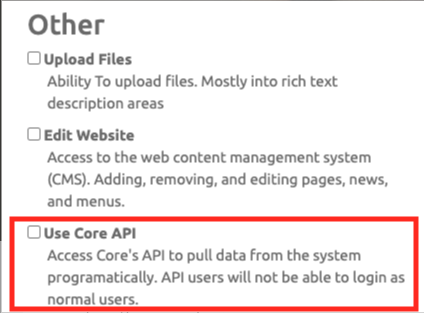 Other
Upload Files
Ability To upload files. Mostly into rich text
description areas
Edit Website
Access to the web content management system
(CMS). Adding, removing, and editing pages, news,
and menus.
Use Core API
Access Core's API to pull data from the system
programatically. API users will not be able to login as
normal users.